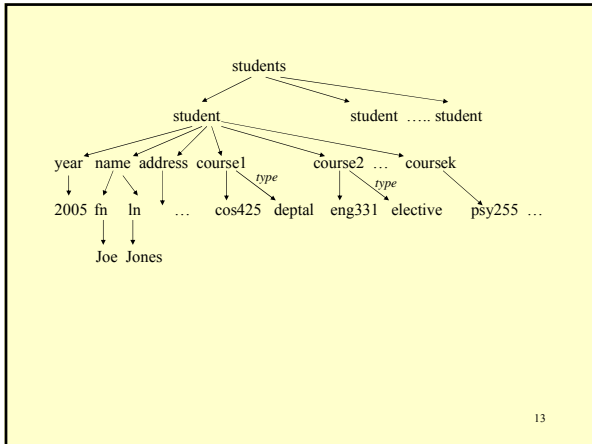 students
student student ….. student
year name address course1 course2 … coursek
type type
2005 fn ln … cos425 deptal eng331 elective psy255 …
Joe Jones
13